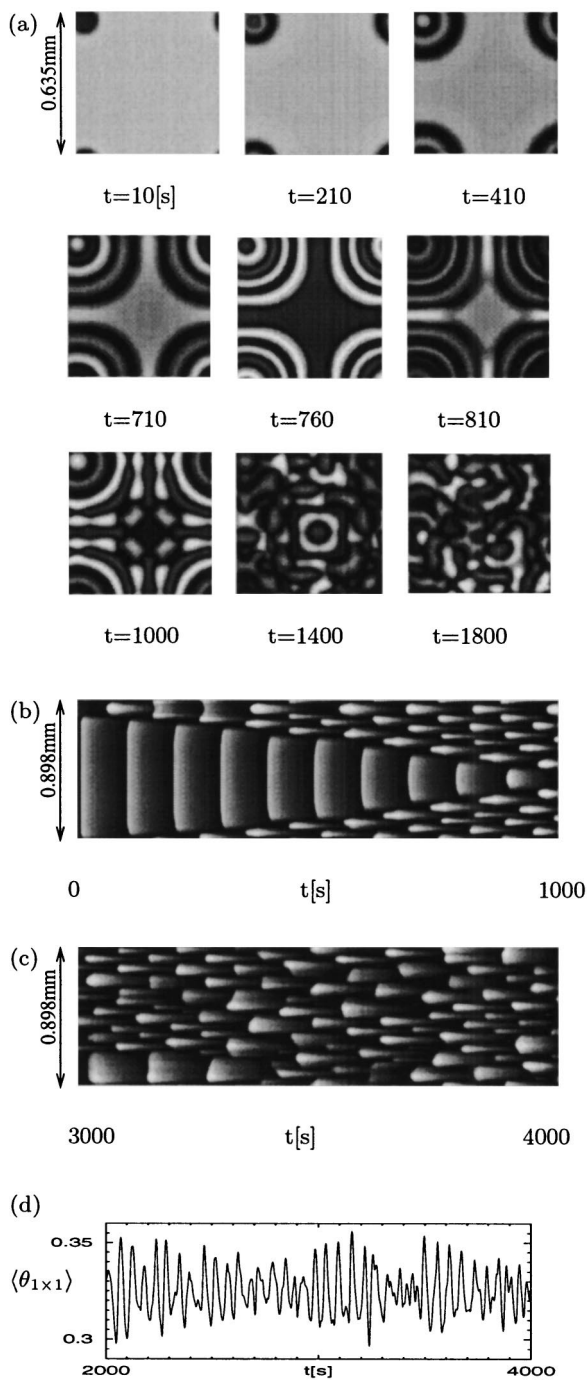 (a)
0.635mm
t=10[s] t=210 t=410
t=710 t=760 t=810
t=1000 t=1400 t=1800
(b)
0.898mm
0 t[s] 1000
(c)
0.898mm
3000 t[s] 4000
(d)
0.35
⟨θ1×1⟩
0.3
2000 t[s] 4000